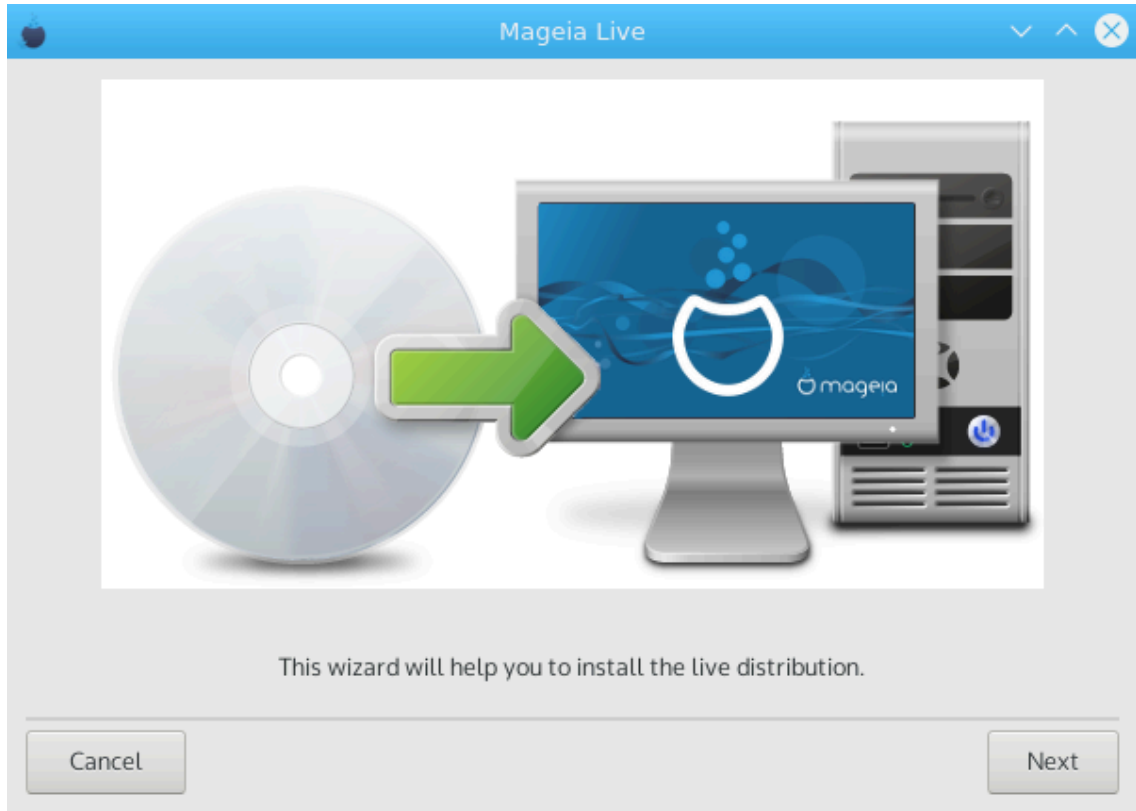 Mageia Live
mageia
This wizard will help you to install the live distribution.
Cancel
Next